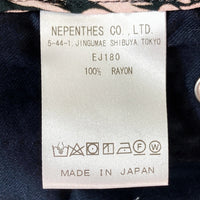 NEPENTHES CO., LTD.
5-44-1, JINGUMAE SHIBUYA, TOKYO
EJ180
100% RAYON
MADE IN JAPAN